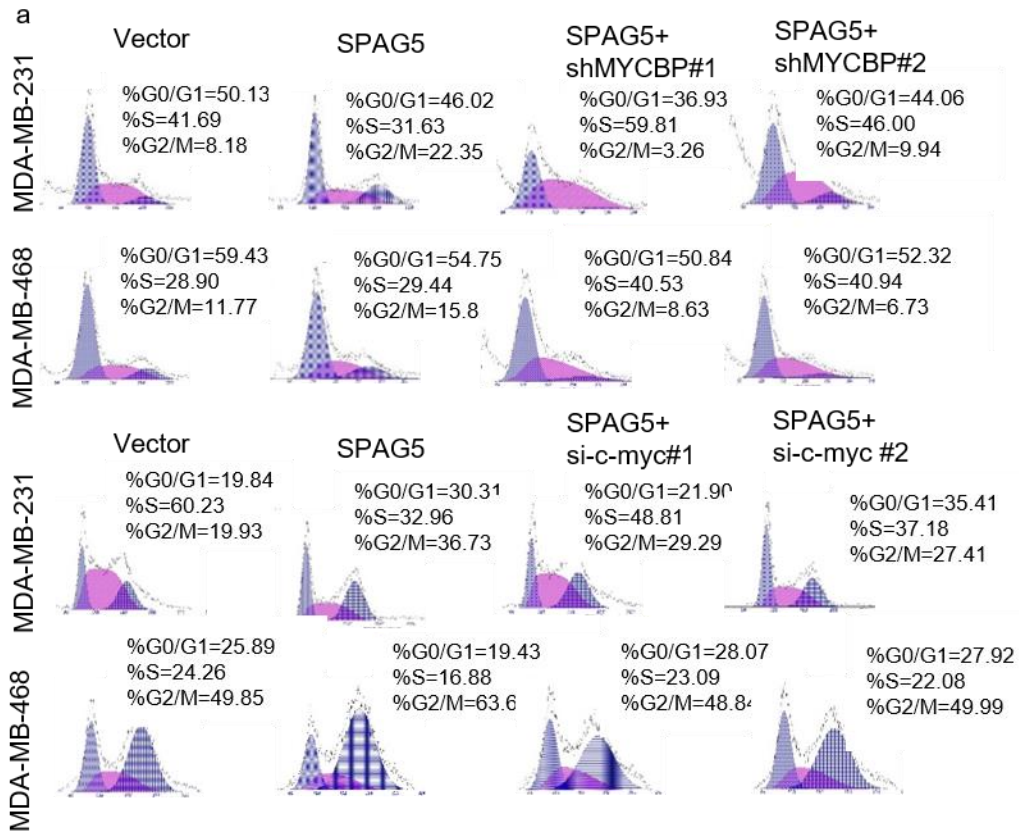 a
Vector
SPAG5
SPAG5+
shMYCBP#1
SPAG5+
shMYCBP#2
MDA-MB-231
%G0/G1=50.13
%S=41.69
%G2/M=8.18
%G0/G1=46.02
%S=31.63
%G2/M=22.35
%G0/G1=36.93
%S=59.81
%G2/M=3.26
%G0/G1=44.06
%S=46.00
%G2/M=9.94
MDA-MB-468
%G0/G1=59.43
%S=28.90
%G2/M=11.77
%G0/G1=54.75
%S=29.44
%G2/M=15.8
%G0/G1=50.84
%S=40.53
%G2/M=8.63
%G0/G1=52.32
%S=40.94
%G2/M=6.73
Vector
SPAG5
SPAG5+
si-c-myc#1
SPAG5+
si-c-myc #2
MDA-MB-231
%G0/G1=19.84
%S=60.23
%G2/M=19.93
%G0/G1=30.31
%S=32.96
%G2/M=36.73
%G0/G1=21.90
%S=48.81
%G2/M=29.29
%G0/G1=35.41
%S=37.18
%G2/M=27.41
MDA-MB-468
%G0/G1=25.89
%S=24.26
%G2/M=49.85
%G0/G1=19.43
%S=16.88
%G2/M=63.6
%G0/G1=28.07
%S=23.09
%G2/M=48.84
%G0/G1=27.92
%S=22.08
%G2/M=49.99